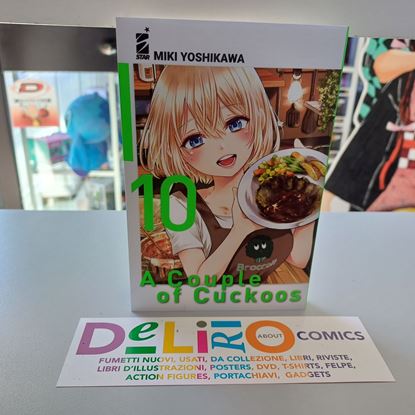 STAR
MIKI YOSHIKAWA
10
Broccoli
A Couple
of Cuckoos
DeLiRiO ABOUT COMICS
FUMETTI NUOVI, USATI, DA COLLEZIONE, LIBRI, RIVISTE,
LIBRI D'ILLUSTRAZIONI, POSTERS, DVD, T-SHIRTS, FELPE,
ACTION FIGURES, PORTACHIAVI, GADGETS